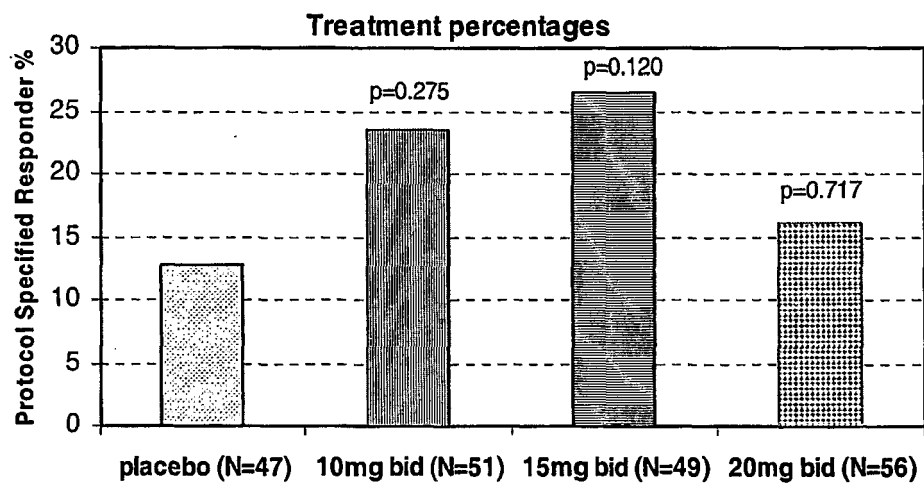 Treatment percentages
Protocol Specified Responder %
30
25
20
15
10
5
0
p=0.275
p=0.120
p=0.717
placebo (N=47) 10mg bid (N=51) 15mg bid (N=49) 20mg bid (N=56)